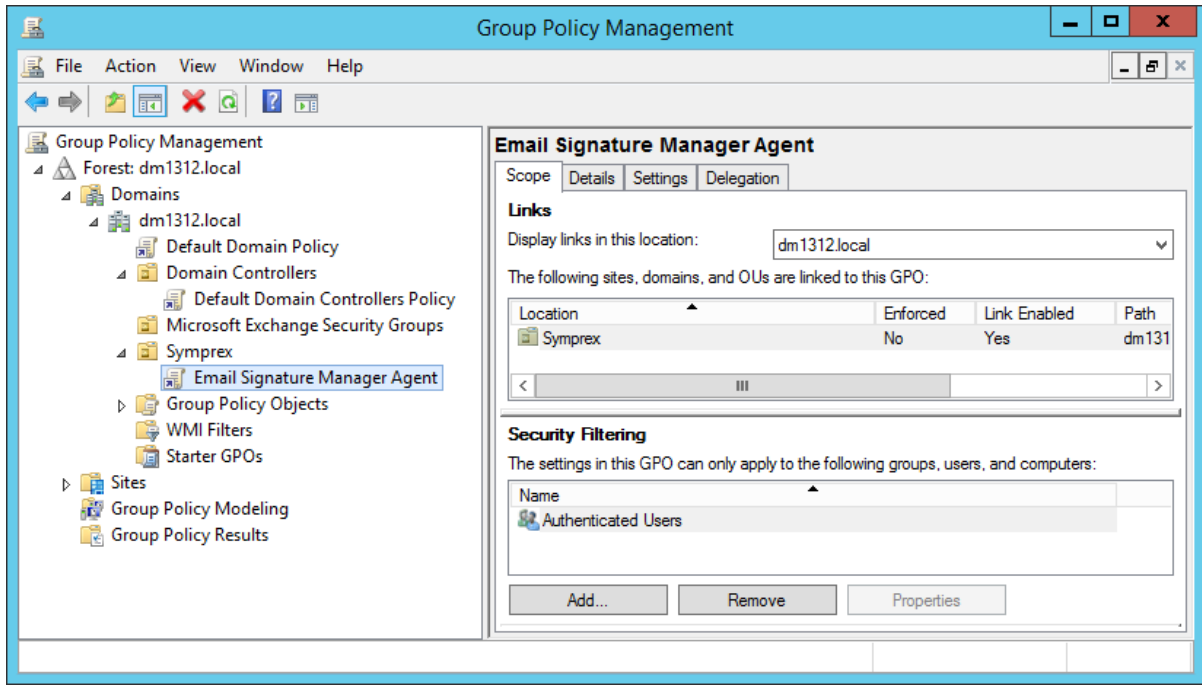 Group Policy Management
File Action View Window Help
Group Policy Management
Forest: dm1312.local
Domains
dm1312.local
Default Domain Policy
Domain Controllers
Default Domain Controllers Policy
Microsoft Exchange Security Groups
Symprex
Email Signature Manager Agent
Group Policy Objects
WMI Filters
Starter GPOs
Sites
Group Policy Modeling
Group Policy Results
Email Signature Manager Agent
Scope Details Settings Delegation
Links
Display links in this location: dm1312.local
The following sites, domains, and OUs are linked to this GPO:
Location Enforced Link Enabled Path
Symprex No Yes dm131
Security Filtering
The settings in this GPO can only apply to the following groups, users, and computers:
Name
Authenticated Users
Add... Remove Properties